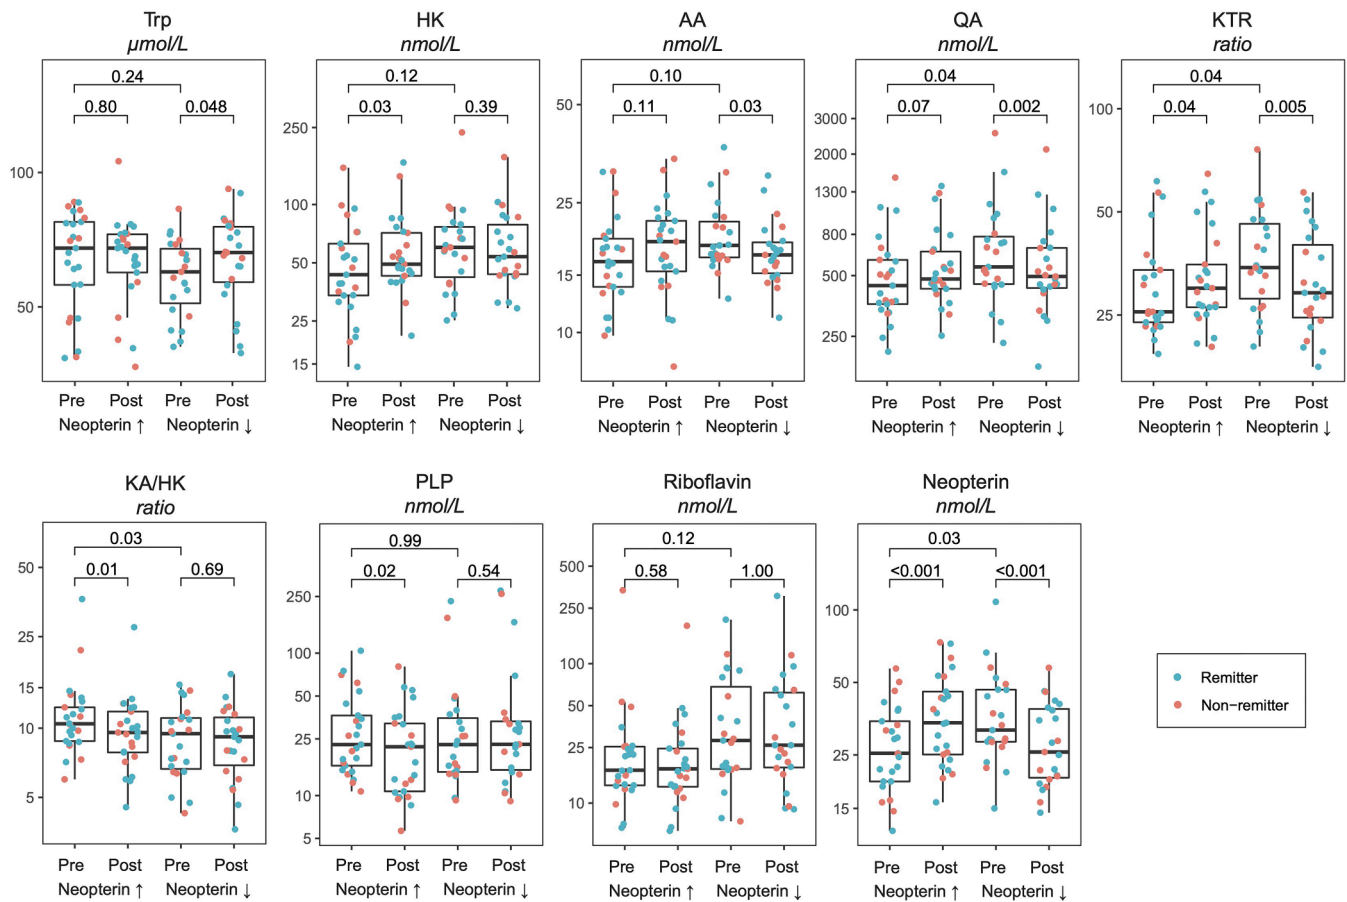 Trp
µmol/L
0.24
0.80
0.048
100
50
Pre
Post
Pre
Post
Neopterin ↑
Neopterin ↓
HK
nmol/L
0.12
0.03
0.39
250
100
50
25
15
Pre
Post
Pre
Post
Neopterin ↑
Neopterin ↓
AA
nmol/L
0.10
0.11
0.03
50
25
15
10
Pre
Post
Pre
Post
Neopterin ↑
Neopterin ↓
QA
nmol/L
0.04
0.07
0.002
3000
2000
1300
800
500
250
Pre
Post
Pre
Post
Neopterin ↑
Neopterin ↓
KTR
ratio
0.04
0.04
0.005
100
50
25
Pre
Post
Pre
Post
Neopterin ↑
Neopterin ↓
KA/HK
ratio
0.03
0.01
0.69
50
25
15
10
5
Pre
Post
Pre
Post
Neopterin ↑
Neopterin ↓
PLP
nmol/L
0.99
0.02
0.54
250
100
50
25
10
5
Pre
Post
Pre
Post
Neopterin ↑
Neopterin ↓
Riboflavin
nmol/L
0.12
0.58
1.00
500
250
100
50
25
10
Pre
Post
Pre
Post
Neopterin ↑
Neopterin ↓
Neopterin
nmol/L
0.03
<0.001
<0.001
100
50
25
15
Pre
Post
Pre
Post
Neopterin ↑
Neopterin ↓
Remitter
Non−remitter